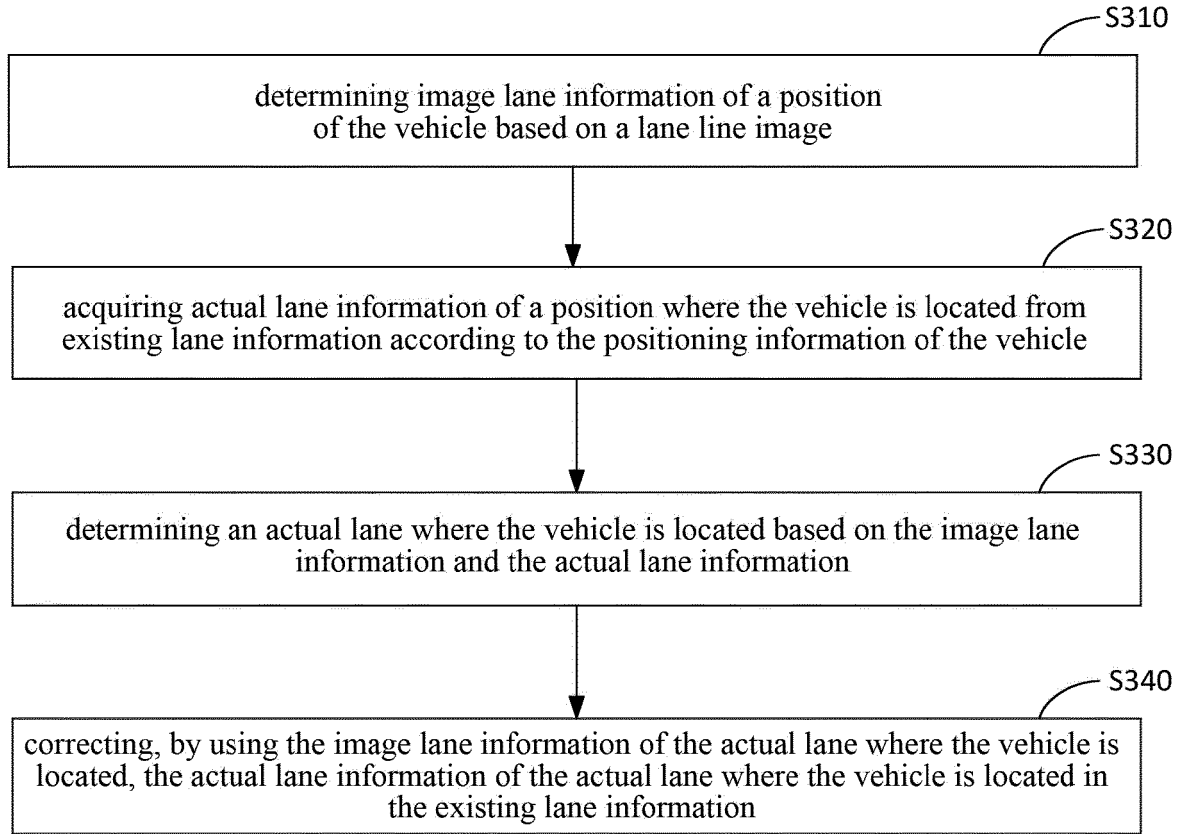 S310
determining image lane information of a position
of the vehicle based on a lane line image
S320
acquiring actual lane information of a position where the vehicle is located from
existing lane information according to the positioning information of the vehicle
S330
determining an actual lane where the vehicle is located based on the image lane
information and the actual lane information
S340
correcting, by using the image lane information of the actual lane where the vehicle is
located, the actual lane information of the actual lane where the vehicle is located in
the existing lane information